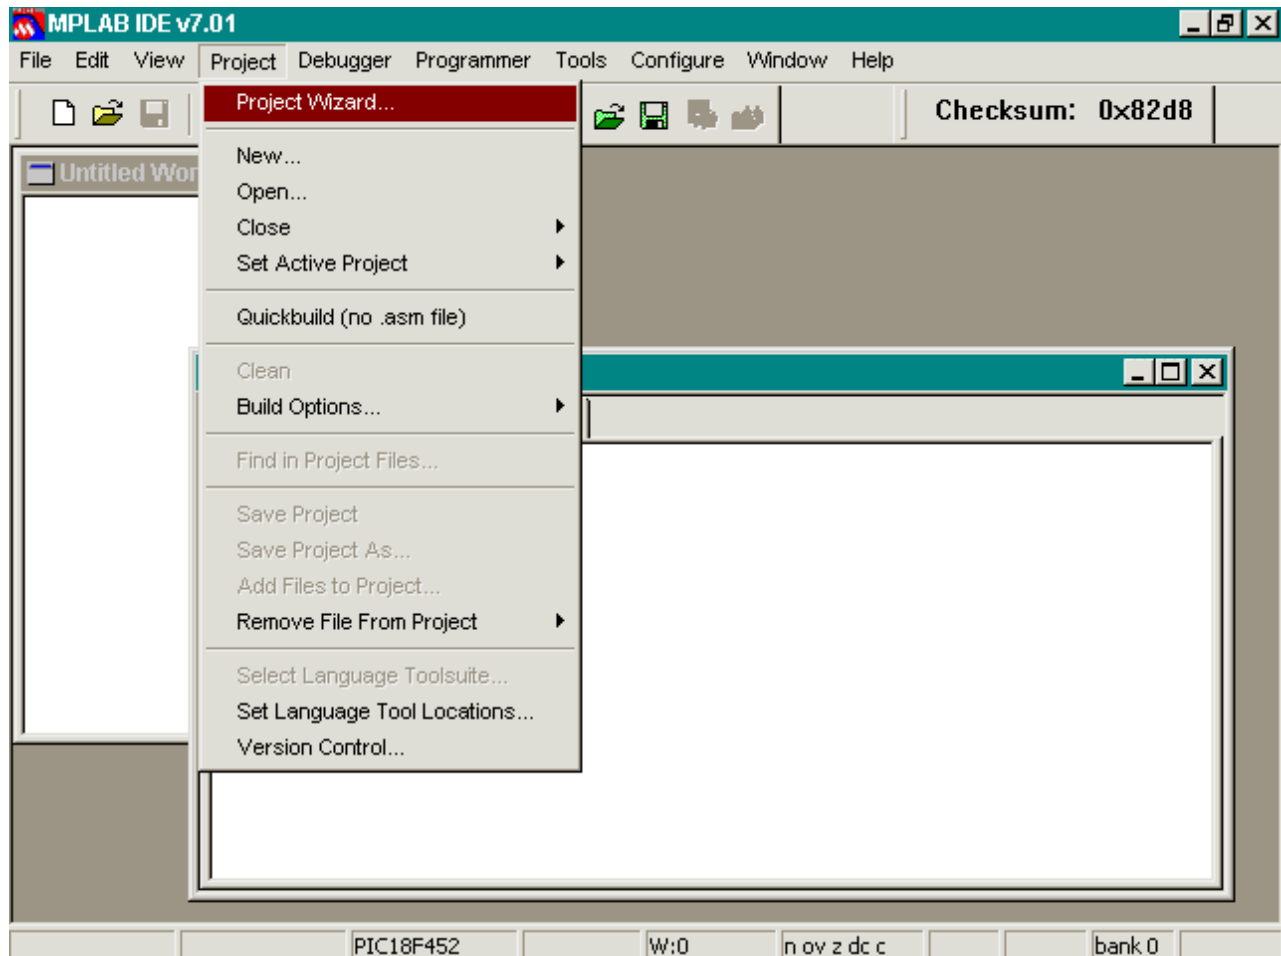 MPLAB IDE v7.01
File Edit View Project Debugger Programmer Tools Configure Window Help
Checksum: 0x82d8
Untitled Wor
Project Wizard...
New...
Open...
Close
Set Active Project
Quickbuild (no .asm file)
Clean
Build Options...
Find in Project Files...
Save Project
Save Project As...
Add Files to Project...
Remove File From Project
Select Language Toolsuite...
Set Language Tool Locations...
Version Control...
PIC18F452 W:0 n ov z dc c bank 0